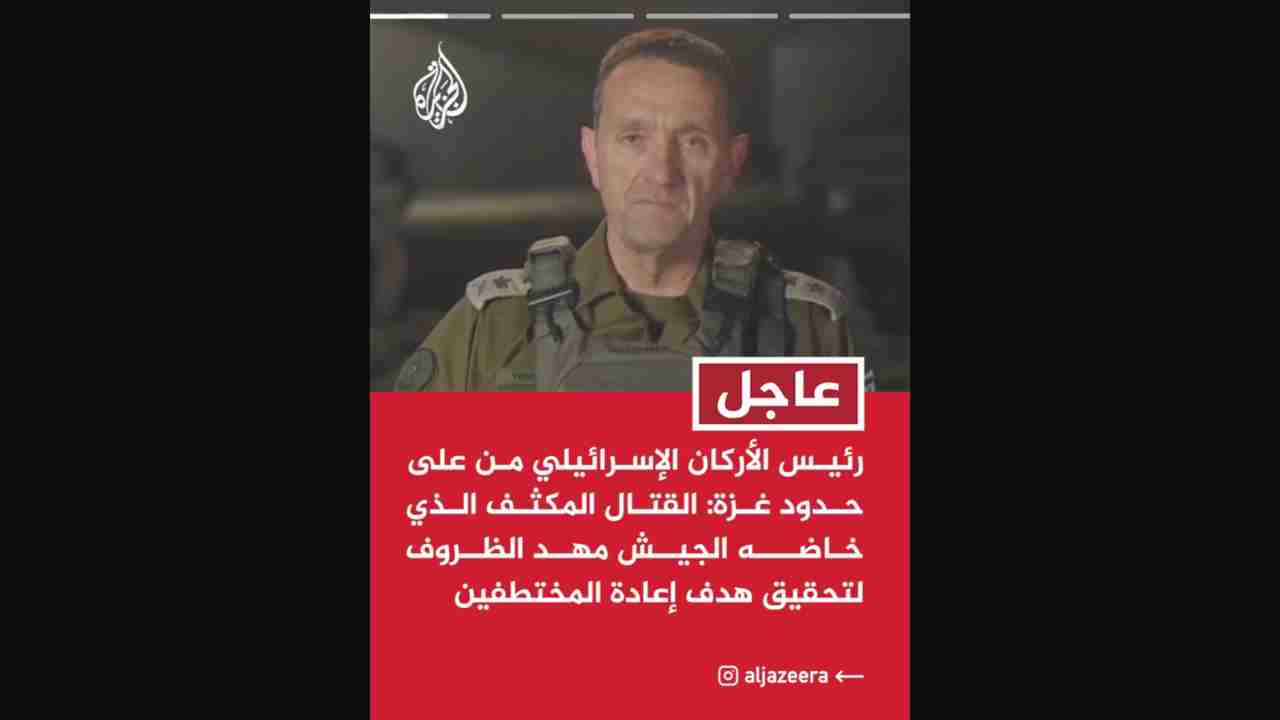 الجزيرة
عاجل
رئيس الأركان الإسرائيلي من على
حدود غزة: القتال المكثف الذي
خاضه الجيش مهد الظروف
لتحقيق هدف إعادة المختطفين
aljazeera